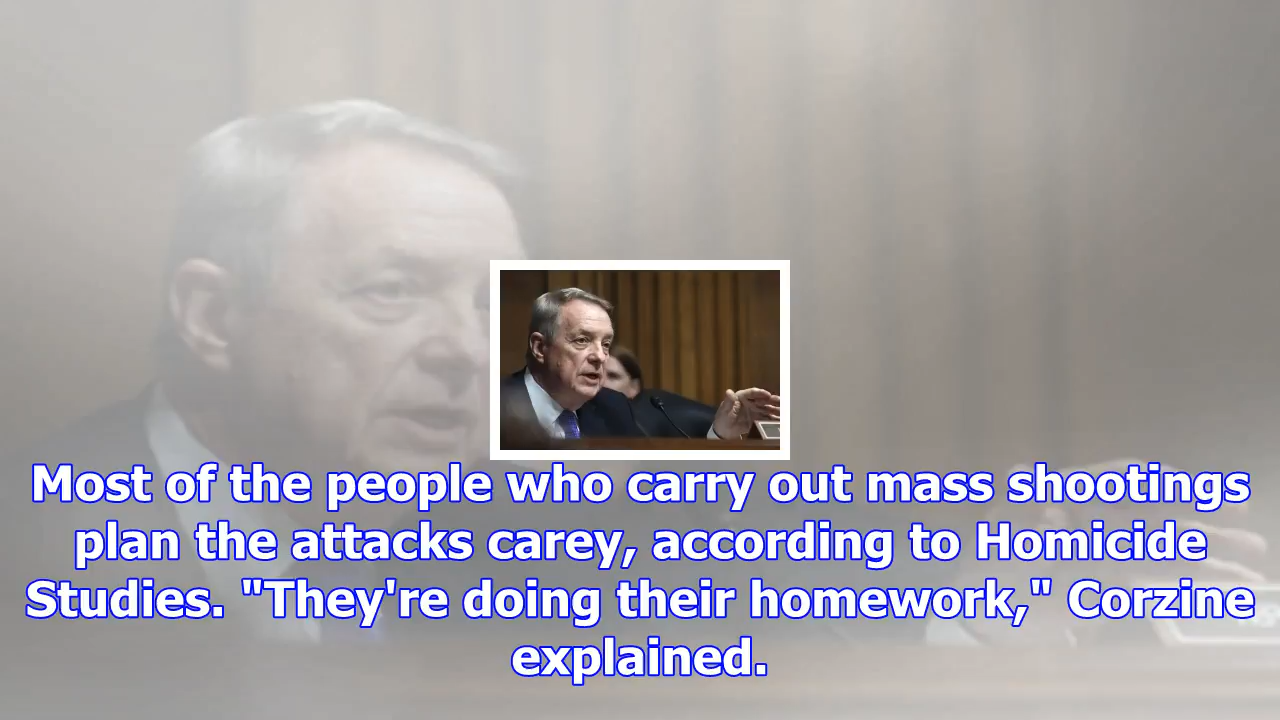 Most of the people who carry out mass shootings
plan the attacks carey, according to Homicide
Studies. "They're doing their homework," Corzine
explained.